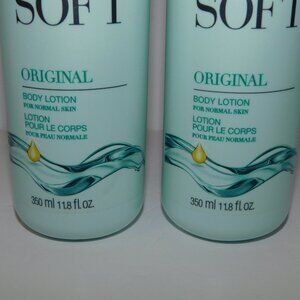 SOFT
ORIGINAL
BODY LOTION
FOR NORMAL SKIN
LOTION
POUR LE CORPS
POUR PEAU NORMALE
350 ml 11.8 fl. oz.
SOFT
ORIGINAL
BODY LOTION
FOR NORMAL SKIN
LOTION
POUR LE CORPS
POUR PEAU NORMALE
350 ml 11.8 fl. oz.